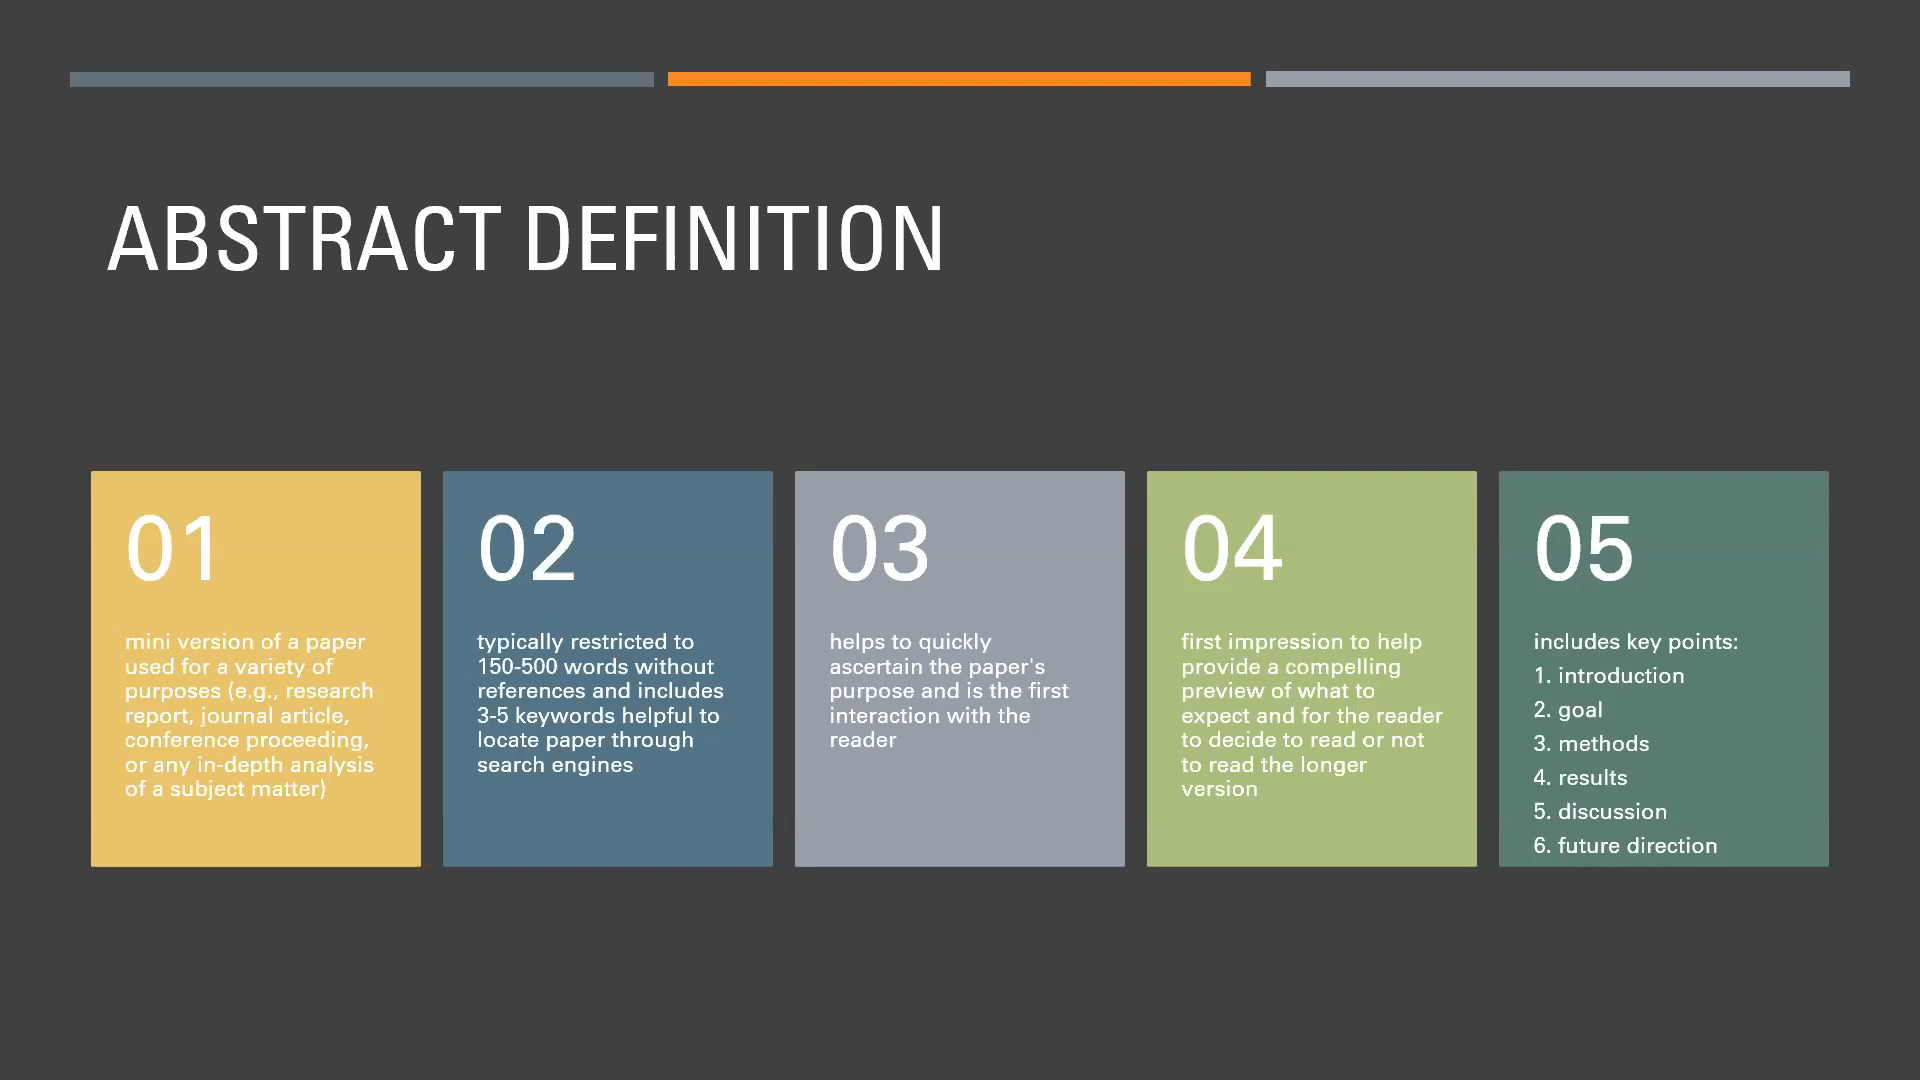 ABSTRACT DEFINITION
01
mini version of a paper
used for a variety of
purposes (e.g., research
report, journal article,
conference proceeding,
or any in-depth analysis
of a subject matter)
02
typically restricted to
150-500 words without
references and includes
3-5 keywords helpful to
locate paper through
search engines
03
helps to quickly
ascertain the paper's
purpose and is the first
interaction with the
reader
04
first impression to help
provide a compelling
preview of what to
expect and for the reader
to decide to read or not
to read the longer
version
05
includes key points:
1. introduction
2. goal
3. methods
4. results
5. discussion
6. future direction